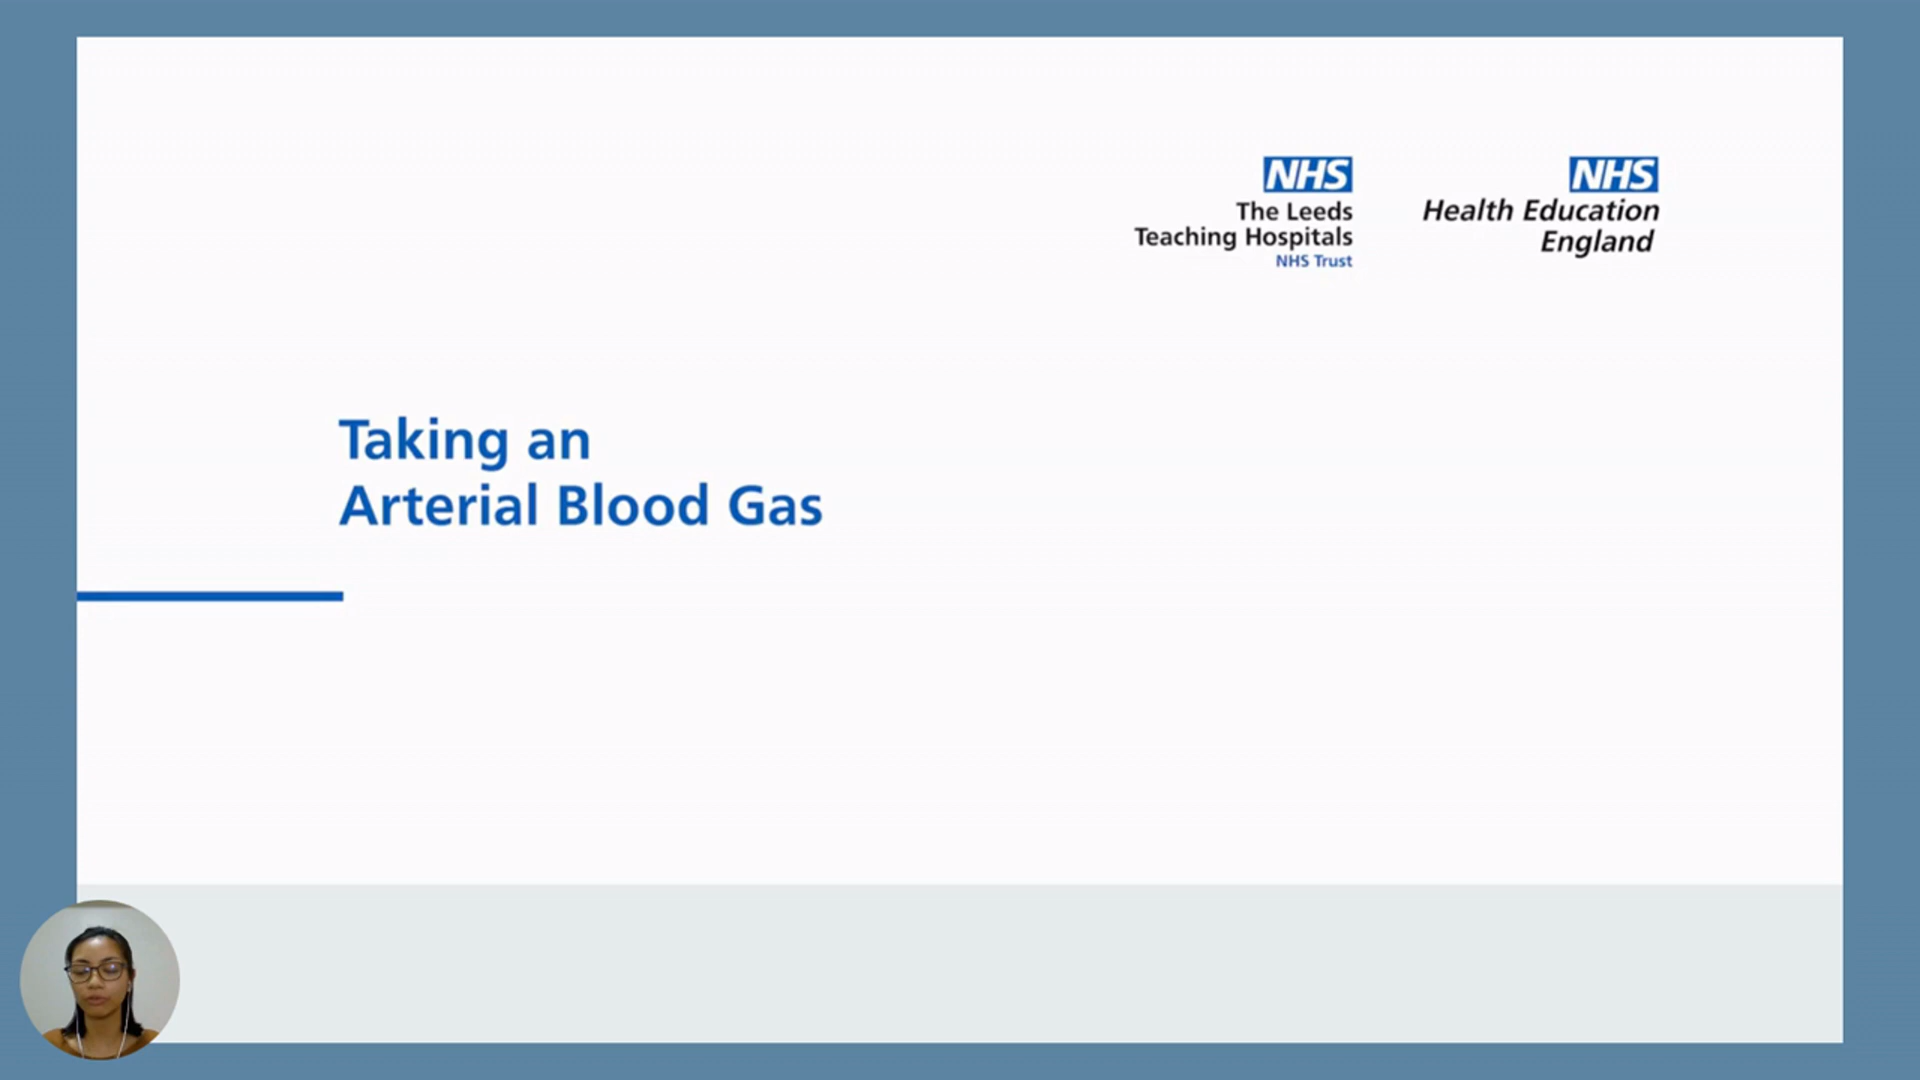 NHS
The Leeds
Teaching Hospitals
NHS Trust
NHS
Health Education
England
Taking an
Arterial Blood Gas